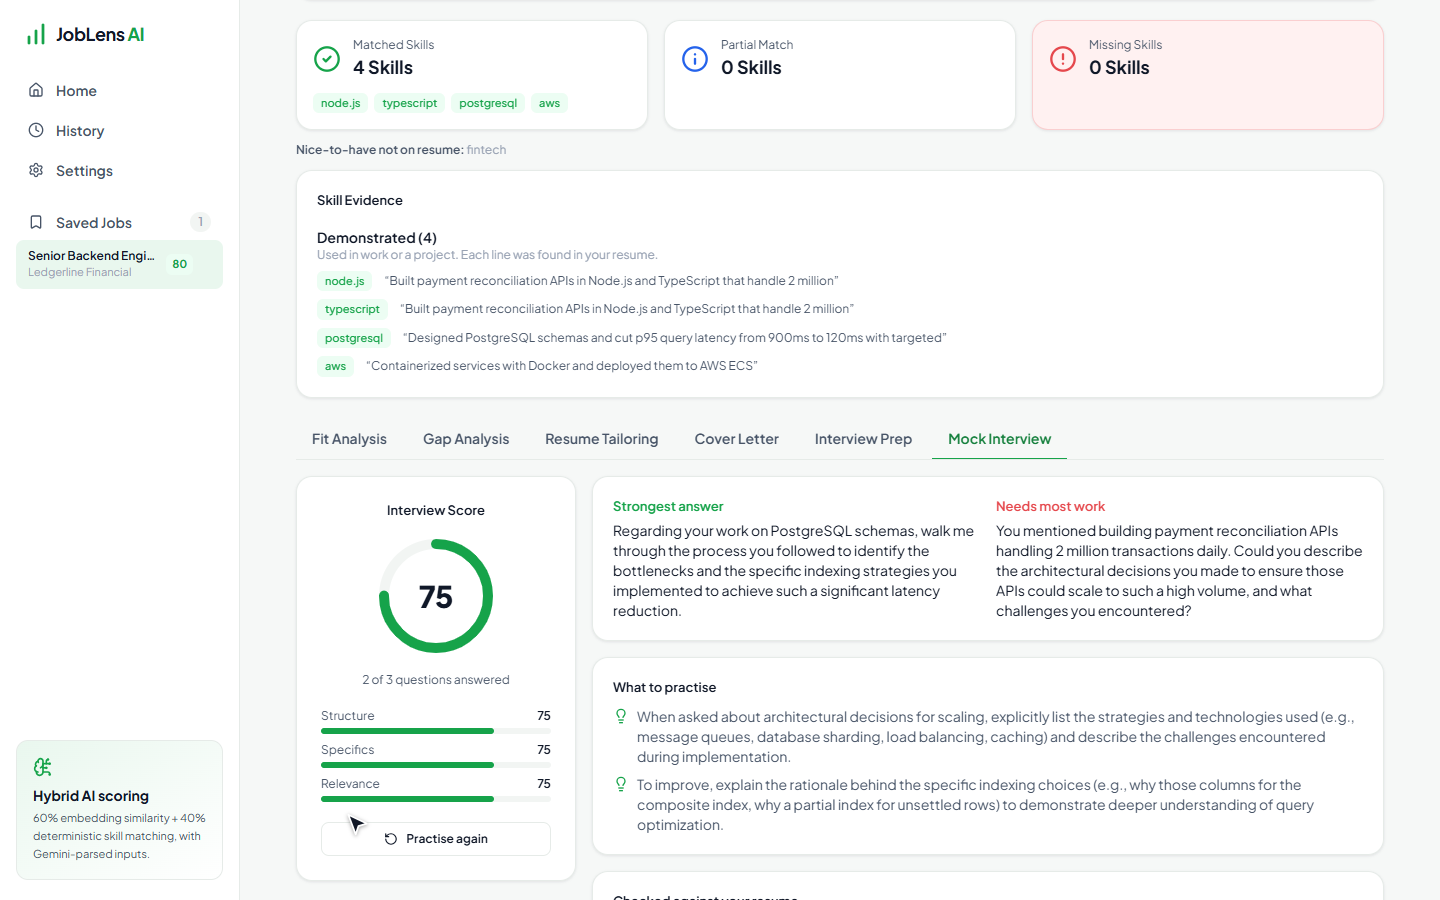 JobLens AI
Home
History
Settings
Saved Jobs 1
Senior Backend Engi...
Ledgerline Financial
80
Hybrid AI scoring
60% embedding similarity + 40%
deterministic skill matching, with
Gemini-parsed inputs.
Matched Skills
4 Skills
node.js typescript postgresql aws
Partial Match
0 Skills
Missing Skills
0 Skills
Nice-to-have not on resume: fintech
Skill Evidence
Demonstrated (4)
Used in work or a project. Each line was found in your resume.
node.js "Built payment reconciliation APIs in Node.js and TypeScript that handle 2 million"
typescript "Built payment reconciliation APIs in Node.js and TypeScript that handle 2 million"
postgresql "Designed PostgreSQL schemas and cut p95 query latency from 900ms to 120ms with targeted"
aws "Containerized services with Docker and deployed them to AWS ECS"
Fit Analysis Gap Analysis Resume Tailoring Cover Letter Interview Prep Mock Interview
Interview Score
75
2 of 3 questions answered
Structure 75
Specifics 75
Relevance 75
Practise again
Strongest answer
Regarding your work on PostgreSQL schemas, walk me
through the process you followed to identify the
bottlenecks and the specific indexing strategies you
implemented to achieve such a significant latency
reduction.
Needs most work
You mentioned building payment reconciliation APIs
handling 2 million transactions daily. Could you describe
the architectural decisions you made to ensure those
APIs could scale to such a high volume, and what
challenges you encountered?
What to practise
When asked about architectural decisions for scaling, explicitly list the strategies and technologies used (e.g.,
message queues, database sharding, load balancing, caching) and describe the challenges encountered
during implementation.
To improve, explain the rationale behind the specific indexing choices (e.g., why those columns for the
composite index, why a partial index for unsettled rows) to demonstrate deeper understanding of query
optimization.
Checked against your resume